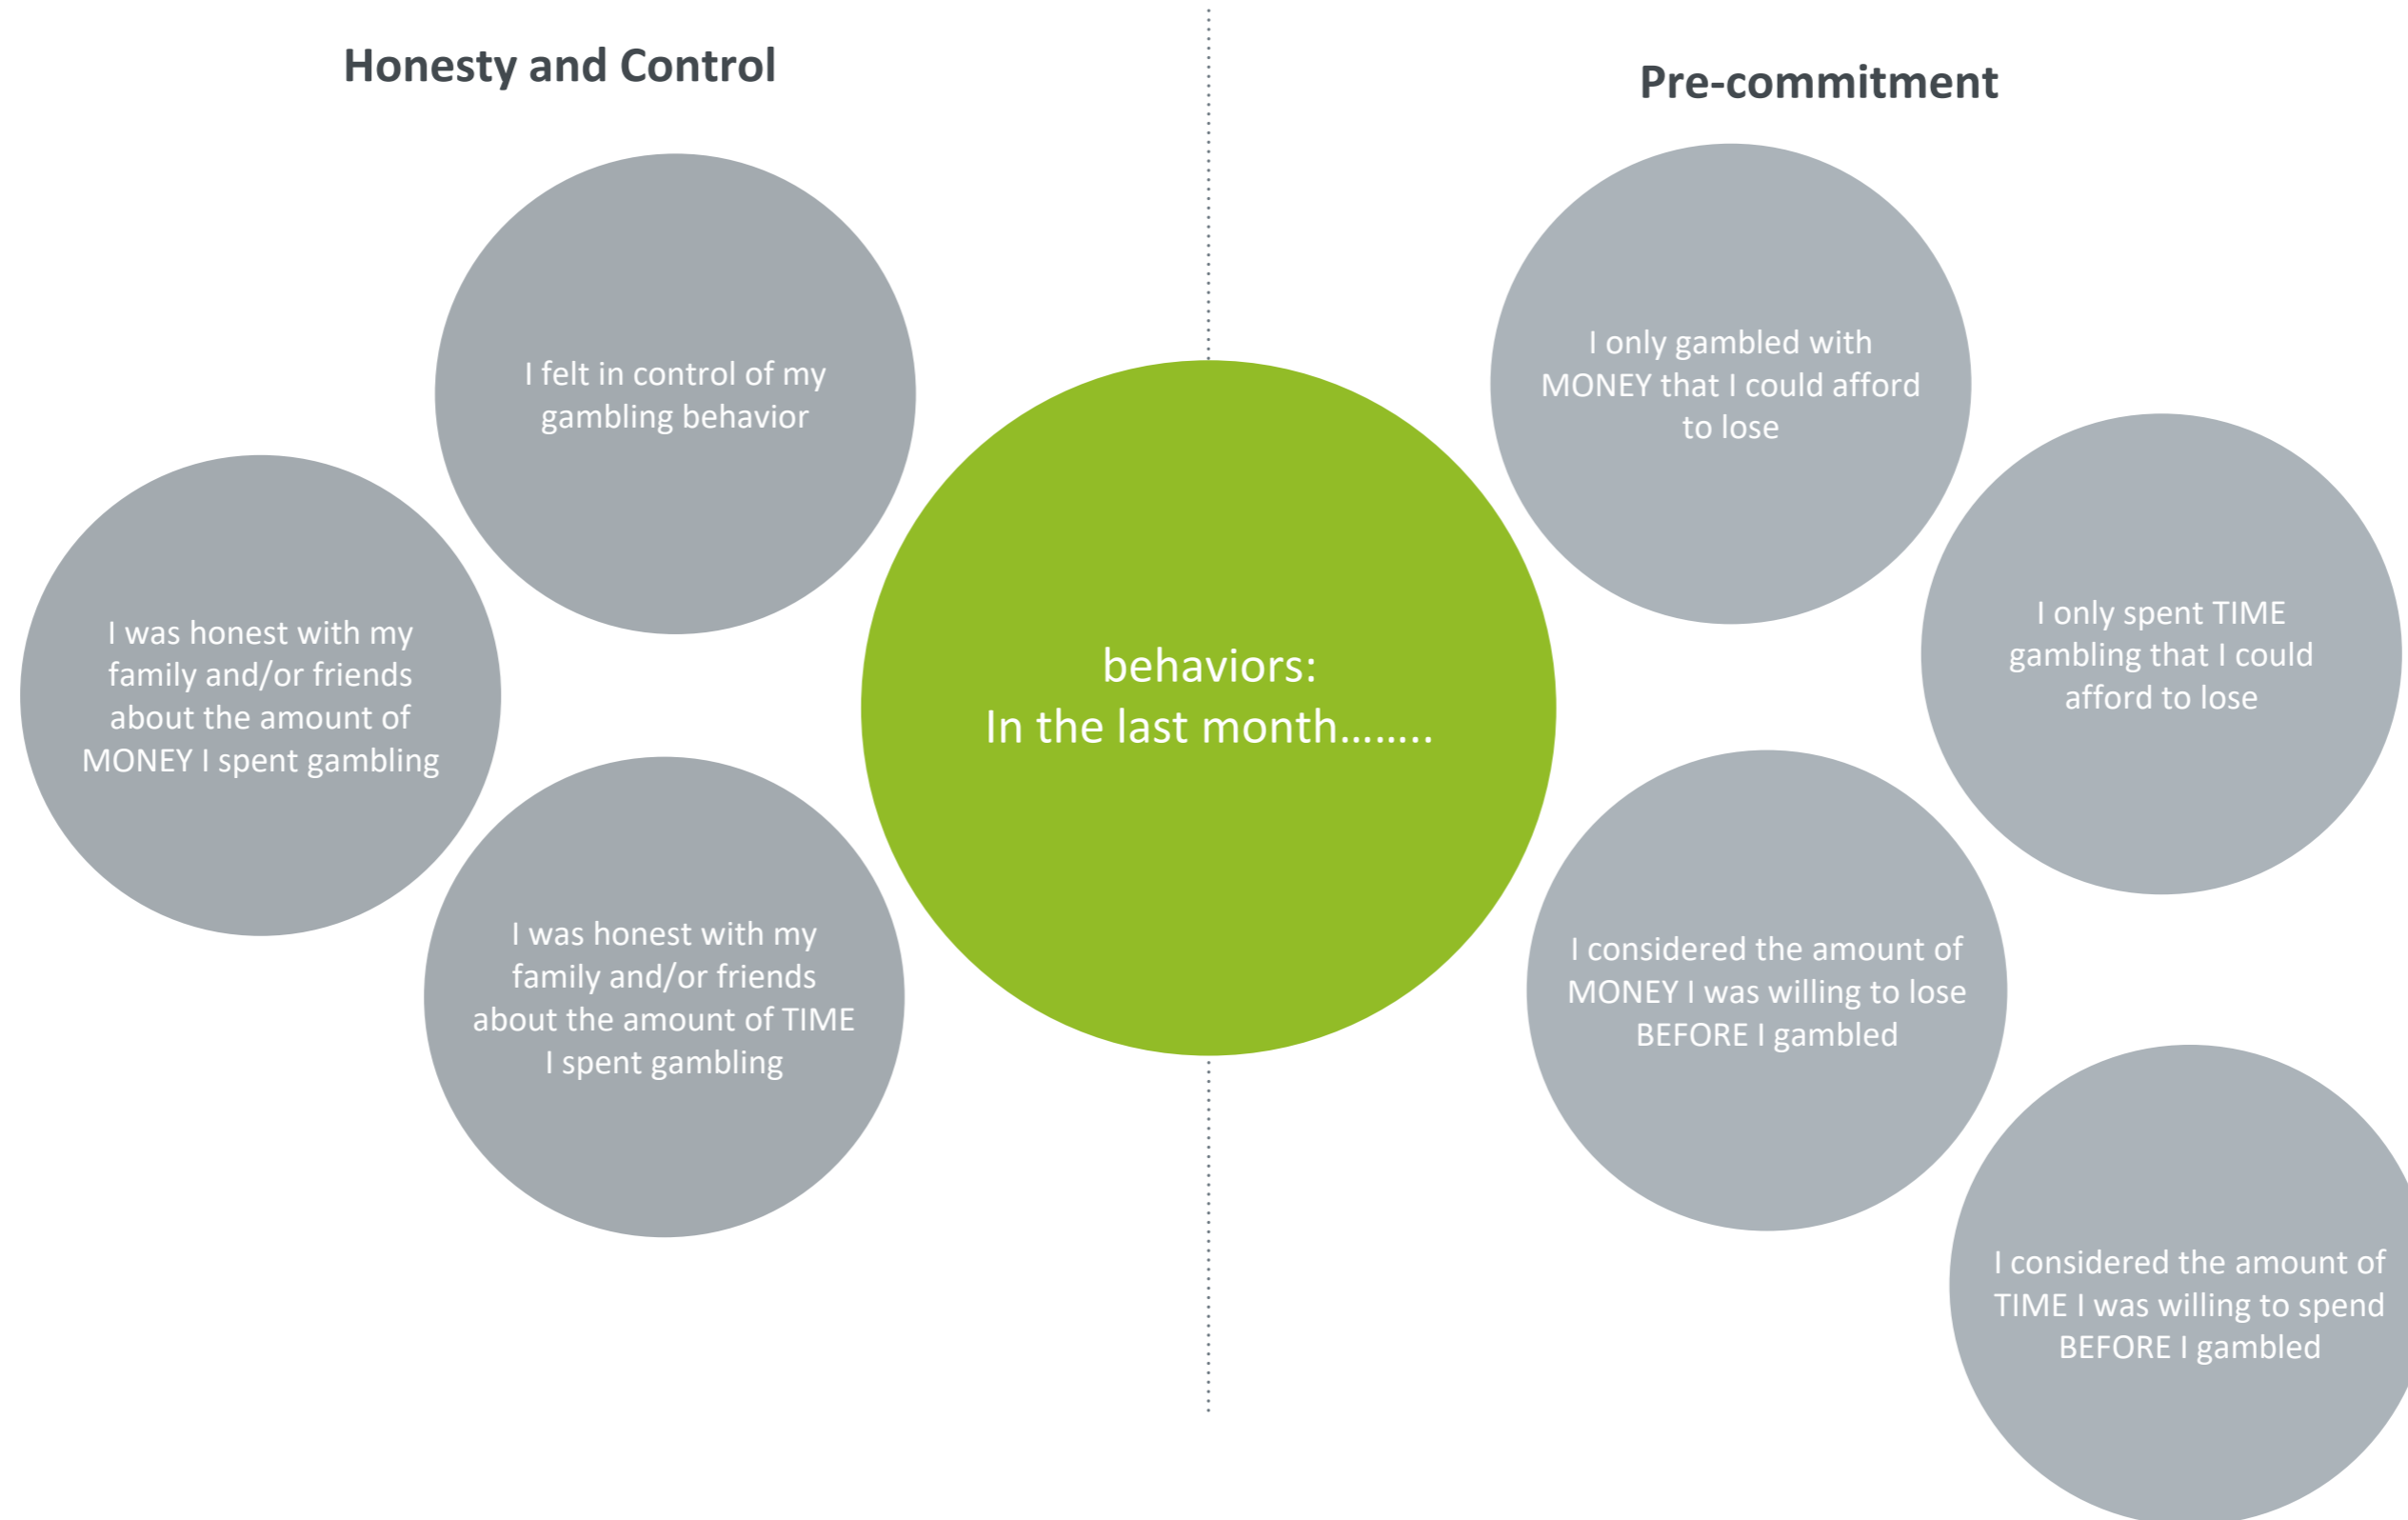 Honesty and Control
I felt in control of my
gambling behavior
I was honest with my
family and/or friends
about the amount of
MONEY I spent gambling
I was honest with my
family and/or friends
about the amount of TIME
I spent gambling
behaviors:
In the last month........
Pre-commitment
I only gambled with
MONEY that I could afford
to lose
I only spent TIME
gambling that I could
afford to lose
I considered the amount of
MONEY I was willing to lose
BEFORE I gambled
I considered the amount of
TIME I was willing to spend
BEFORE I gambled